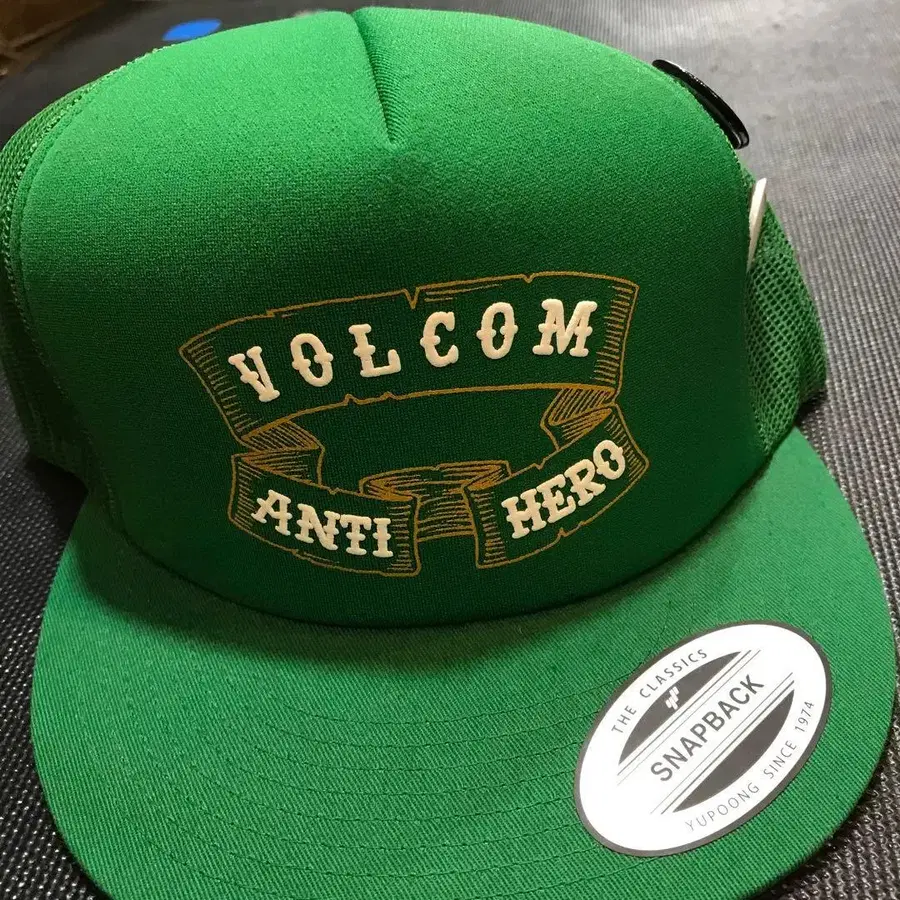 VOLCOM
ANTI HERO
THE CLASSICS
SNAPBACK
YUPOONG SINCE 1974